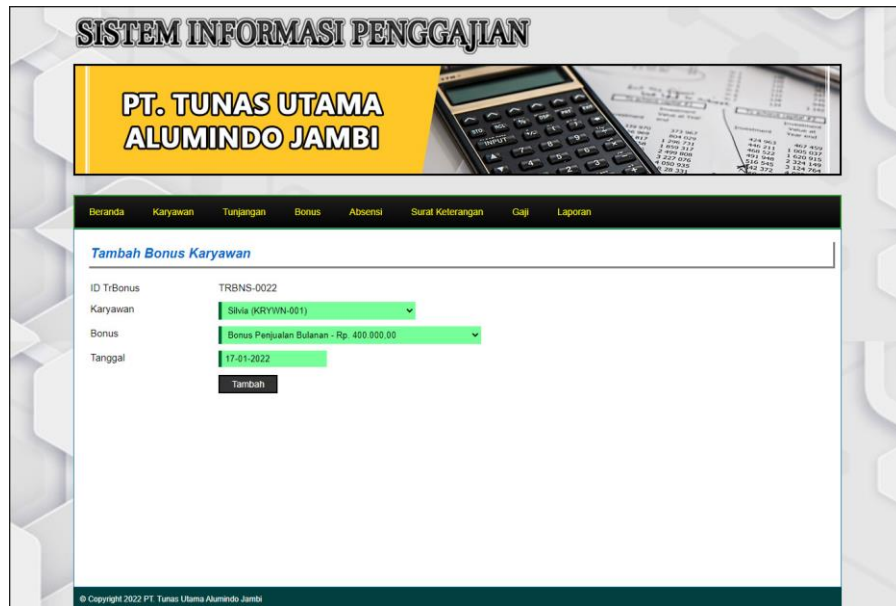 SISTEM INFORMASI PENGGAJIAN
PT. TUNAS UTAMA
ALUMINDO JAMBI
Beranda Karyawan Tunjangan Bonus Absensi Surat Keterangan Gaji Laporan
Tambah Bonus Karyawan
ID TrBonus TRBNS-0022
Karyawan Silvia (KRYWN-001)
Bonus Bonus Penjualan Bulanan - Rp. 400.000,00
Tanggal 17-01-2022
Tambah
© Copyright 2022 PT. Tunas Utama Alumindo Jambi